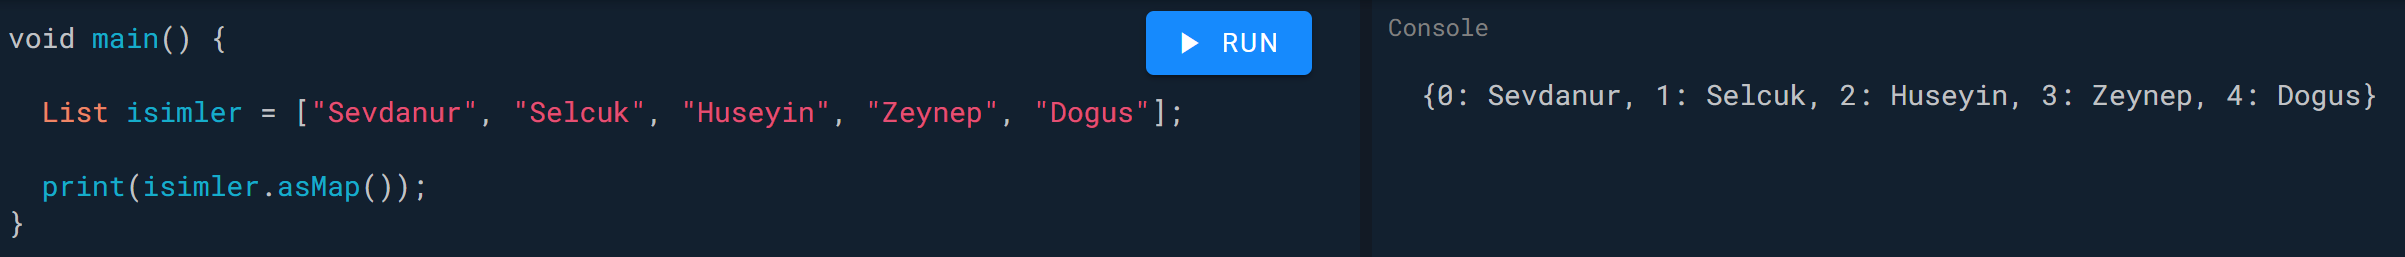 void main() {
List isimler = ["Sevdanur", "Selcuk", "Huseyin", "Zeynep", "Dogus"];
print(isimler.asMap());
}
RUN
Console
{0: Sevdanur, 1: Selcuk, 2: Huseyin, 3: Zeynep, 4: Dogus}